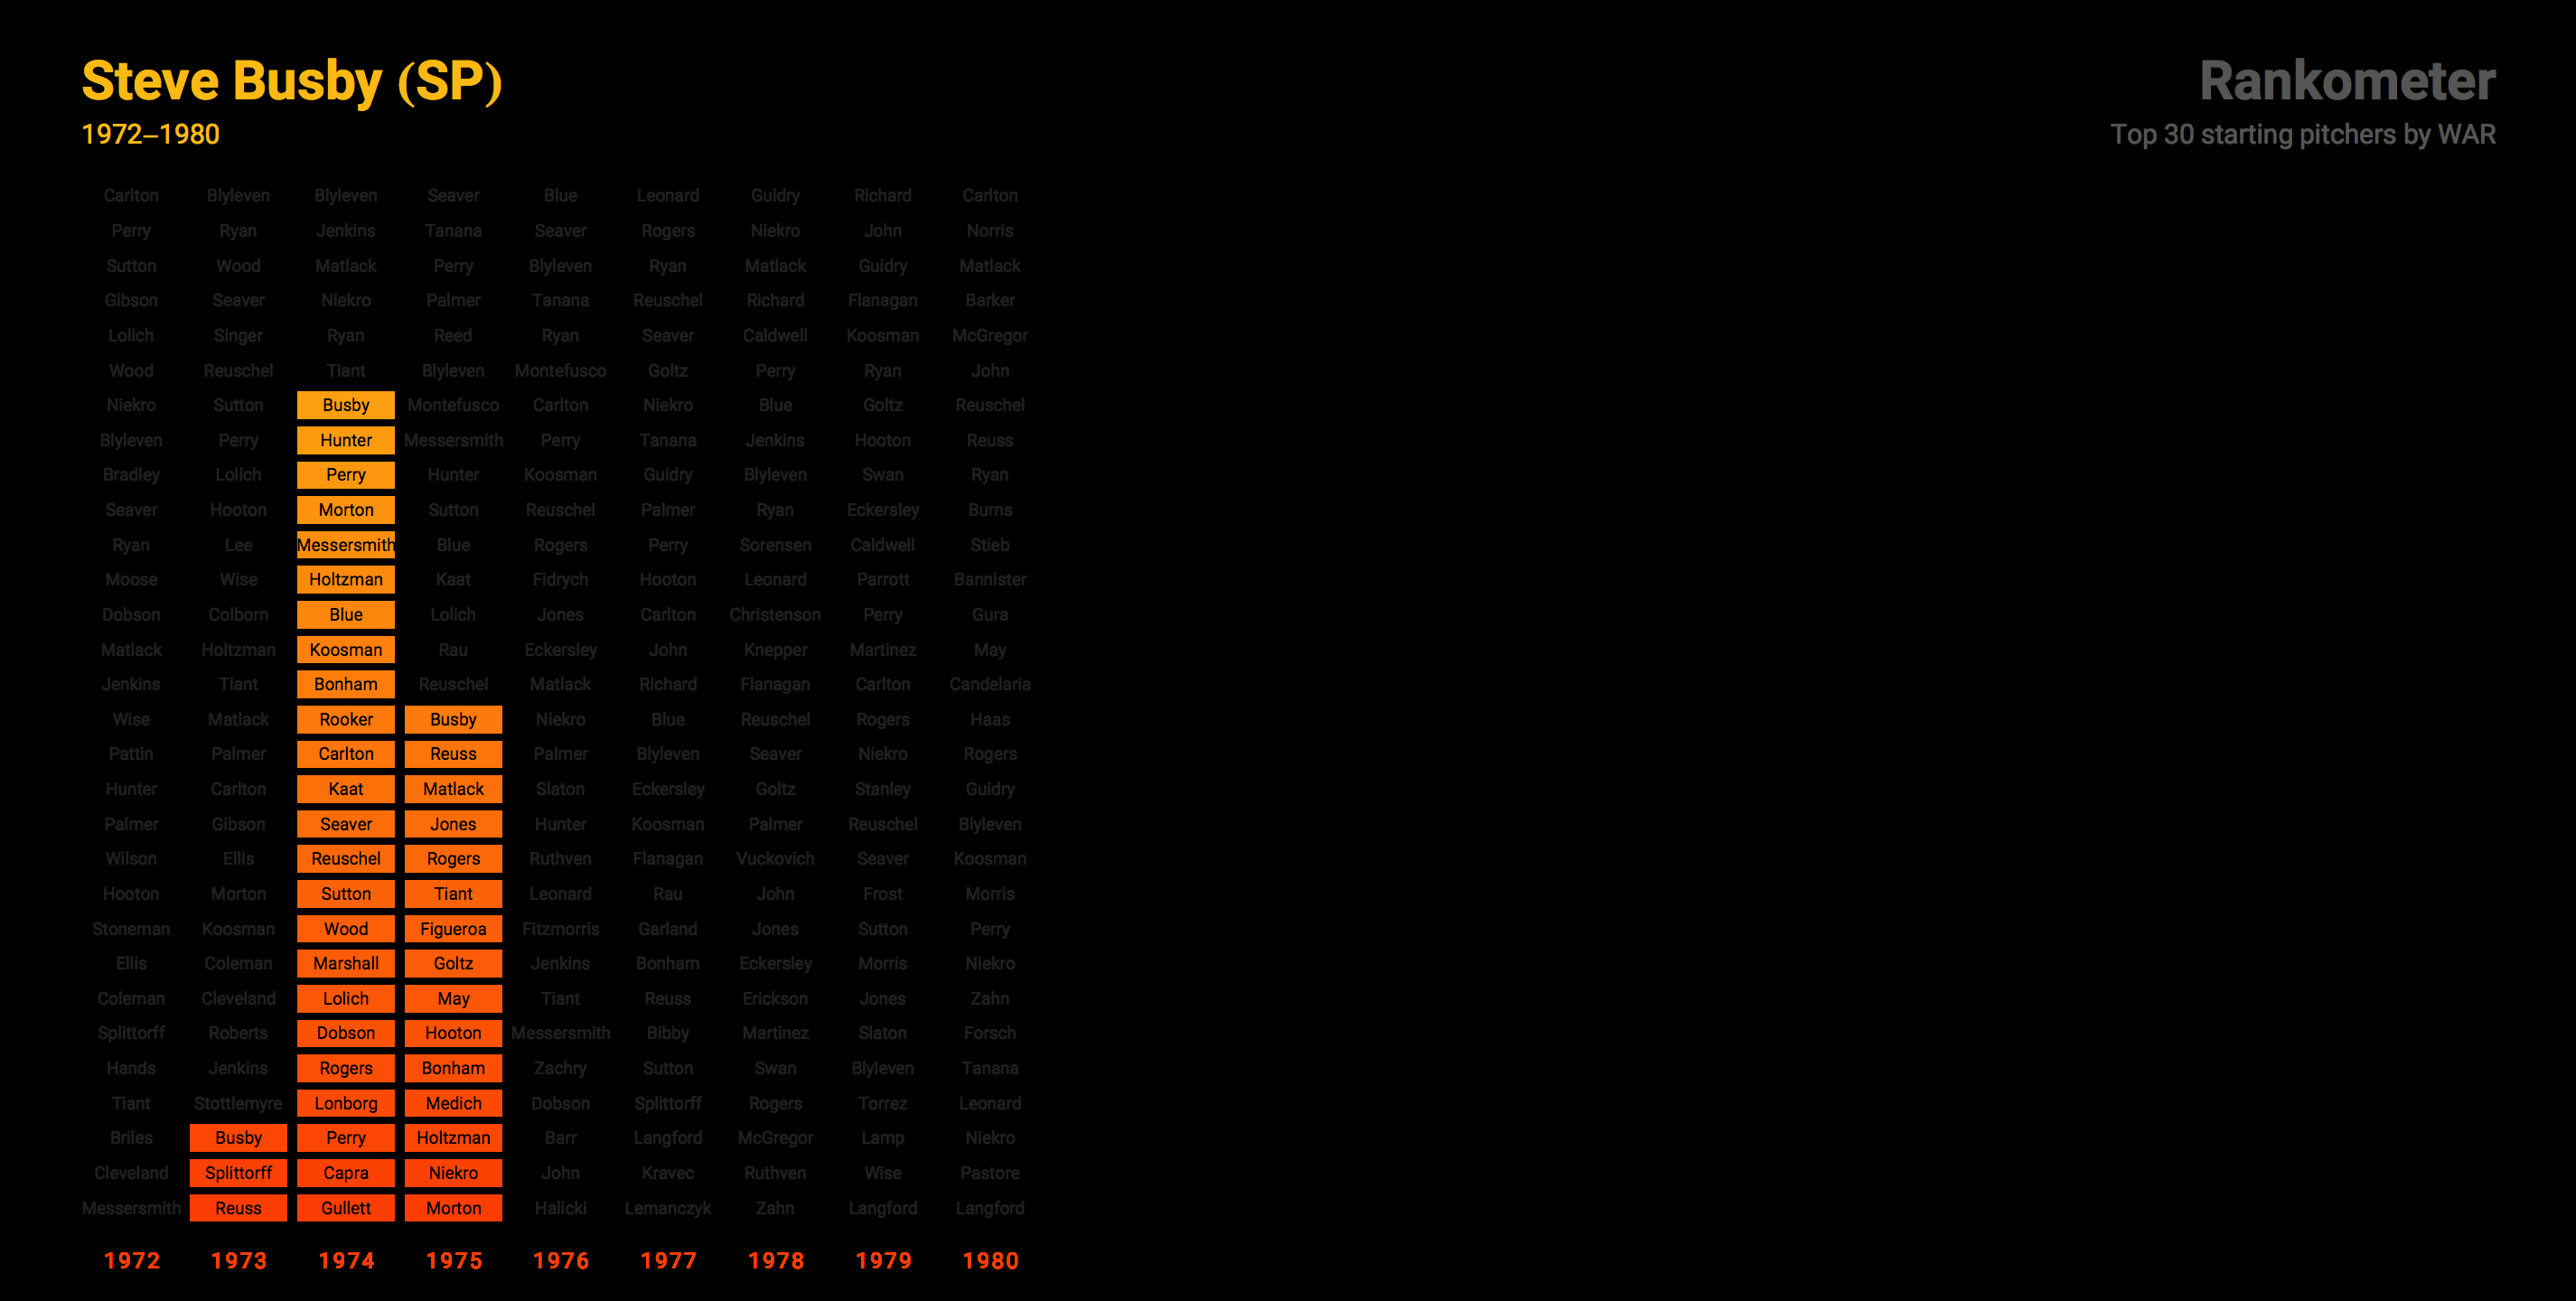 Steve Busby (SP)
1972–1980
Rankometer
Top 30 starting pitchers by WAR
Carlton Blyleven Blyleven Seaver Blue Leonard Guidry Richard Carlton
Perry Ryan Jenkins Tanana Seaver Rogers Niekro John Norris
Sutton Wood Matlack Perry Blyleven Ryan Matlack Guidry Matlack
Gibson Seaver Niekro Palmer Tanana Reuschel Richard Flanagan Barker
Lolich Singer Ryan Reed Ryan Seaver Caldwell Koosman McGregor
Wood Reuschel Tiant Blyleven Montefusco Goltz Perry Ryan John
Niekro Sutton Busby Montefusco Carlton Niekro Blue Goltz Reuschel
Blyleven Perry Hunter Messersmith Perry Tanana Jenkins Hooton Reuss
Bradley Lolich Perry Hunter Koosman Guidry Blyleven Swan Ryan
Seaver Hooton Morton Sutton Reuschel Palmer Ryan Eckersley Burns
Ryan Lee Messersmith Blue Rogers Perry Sorensen Caldwell Stieb
Moose Wise Holtzman Kaat Fidrych Hooton Leonard Parrott Bannister
Dobson Colborn Blue Lolich Jones Carlton Christenson Perry Gura
Matlack Holtzman Koosman Rau Eckersley John Knepper Martinez May
Jenkins Tiant Bonham Reuschel Matlack Richard Flanagan Carlton Candelaria
Wise Matlack Rooker Busby Niekro Blue Reuschel Rogers Haas
Pattin Palmer Carlton Reuss Palmer Blyleven Seaver Niekro Rogers
Hunter Carlton Kaat Matlack Slaton Eckersley Goltz Stanley Guidry
Palmer Gibson Seaver Jones Hunter Koosman Palmer Reuschel Blyleven
Wilson Ellis Reuschel Rogers Ruthven Flanagan Vuckovich Seaver Koosman
Hooton Morton Sutton Tiant Leonard Rau John Frost Morris
Stoneman Koosman Wood Figueroa Fitzmorris Garland Jones Sutton Perry
Ellis Coleman Marshall Goltz Jenkins Bonham Eckersley Morris Niekro
Coleman Cleveland Lolich May Tiant Reuss Erickson Jones Zahn
Splittorff Roberts Dobson Hooton Messersmith Bibby Martinez Slaton Forsch
Hands Jenkins Rogers Bonham Zachry Sutton Swan Blyleven Tanana
Tiant Stottlemyre Lonborg Medich Dobson Splittorff Rogers Torrez Leonard
Briles Busby Perry Holtzman Barr Langford McGregor Lamp Niekro
Cleveland Splittorff Capra Niekro John Kravec Ruthven Wise Pastore
Messersmith Reuss Gullett Morton Halicki Lemanczyk Zahn Langford Langford
1972 1973 1974 1975 1976 1977 1978 1979 1980